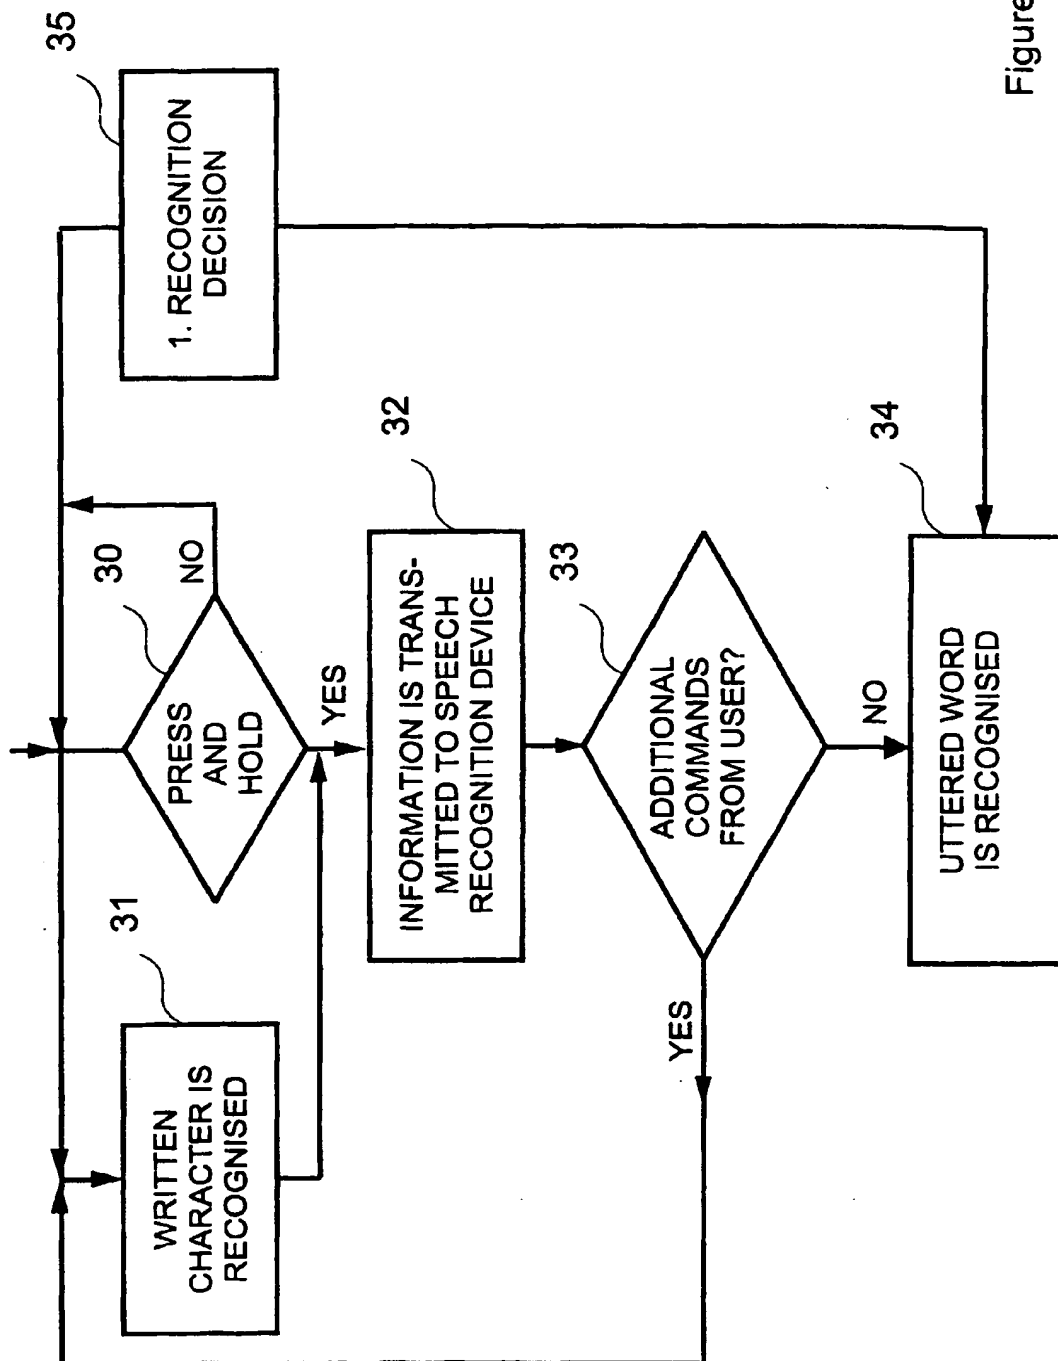 35
1. RECOGNITION
DECISION
30
PRESS
AND
HOLD
NO
YES
31
WRITTEN
CHARACTER IS
RECOGNISED
32
INFORMATION IS TRANS-
MITTED TO SPEECH
RECOGNITION DEVICE
33
ADDITIONAL
COMMANDS
FROM USER?
YES
NO
34
UTTERED WORD
IS RECOGNISED
Figure